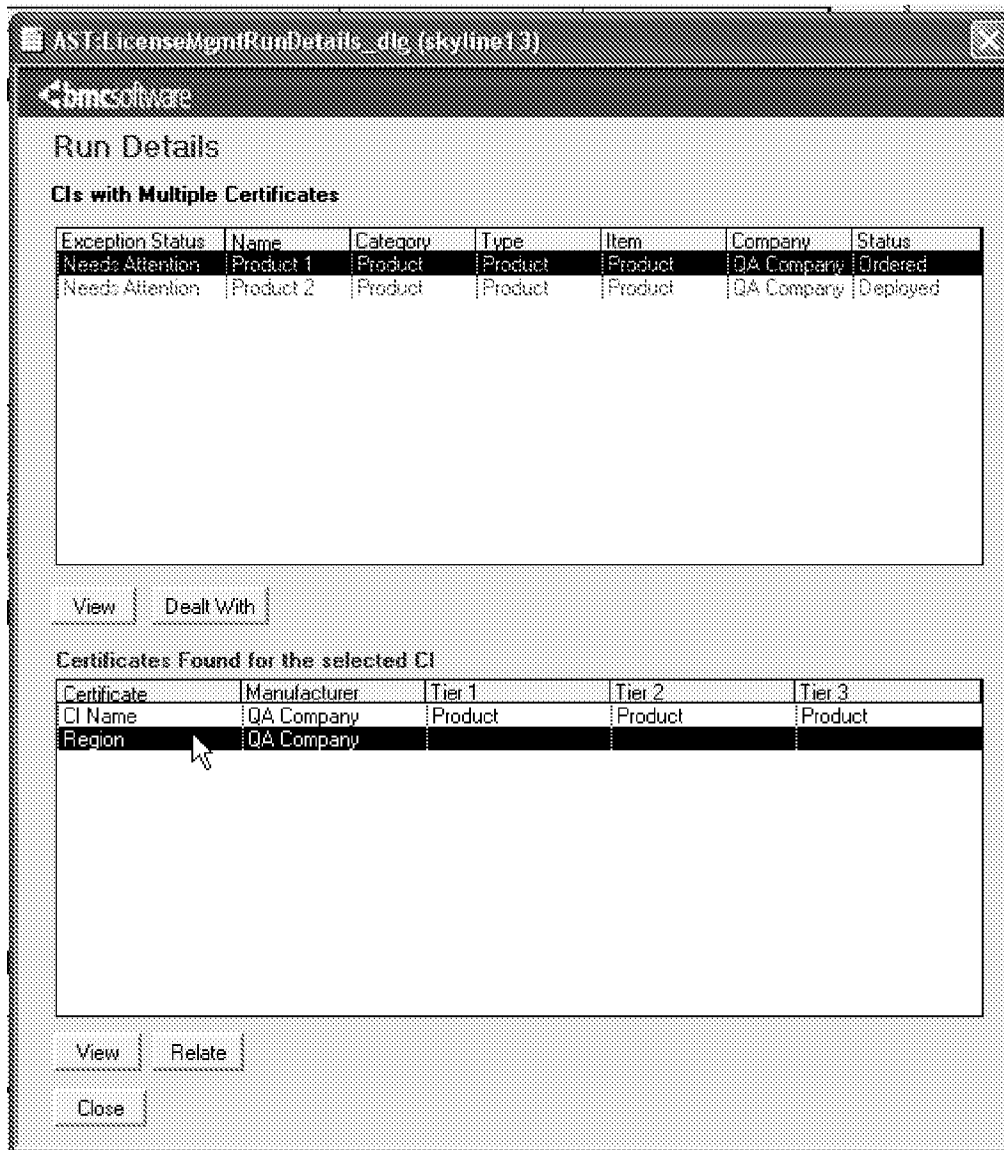 AST:LicenseMgmtRunDetails_dlg (skyline13)
bmcsoftware
Run Details
CIs with Multiple Certificates
Exception Status Name Category Type Item Company Status
Needs Attention Product 1 Product Product Product QA Company Ordered
Needs Attention Product 2 Product Product Product QA Company Deployed
View Dealt With
Certificates Found for the selected CI
Certificate Manufacturer Tier 1 Tier 2 Tier 3
CI Name QA Company Product Product Product
Region QA Company
View Relate
Close